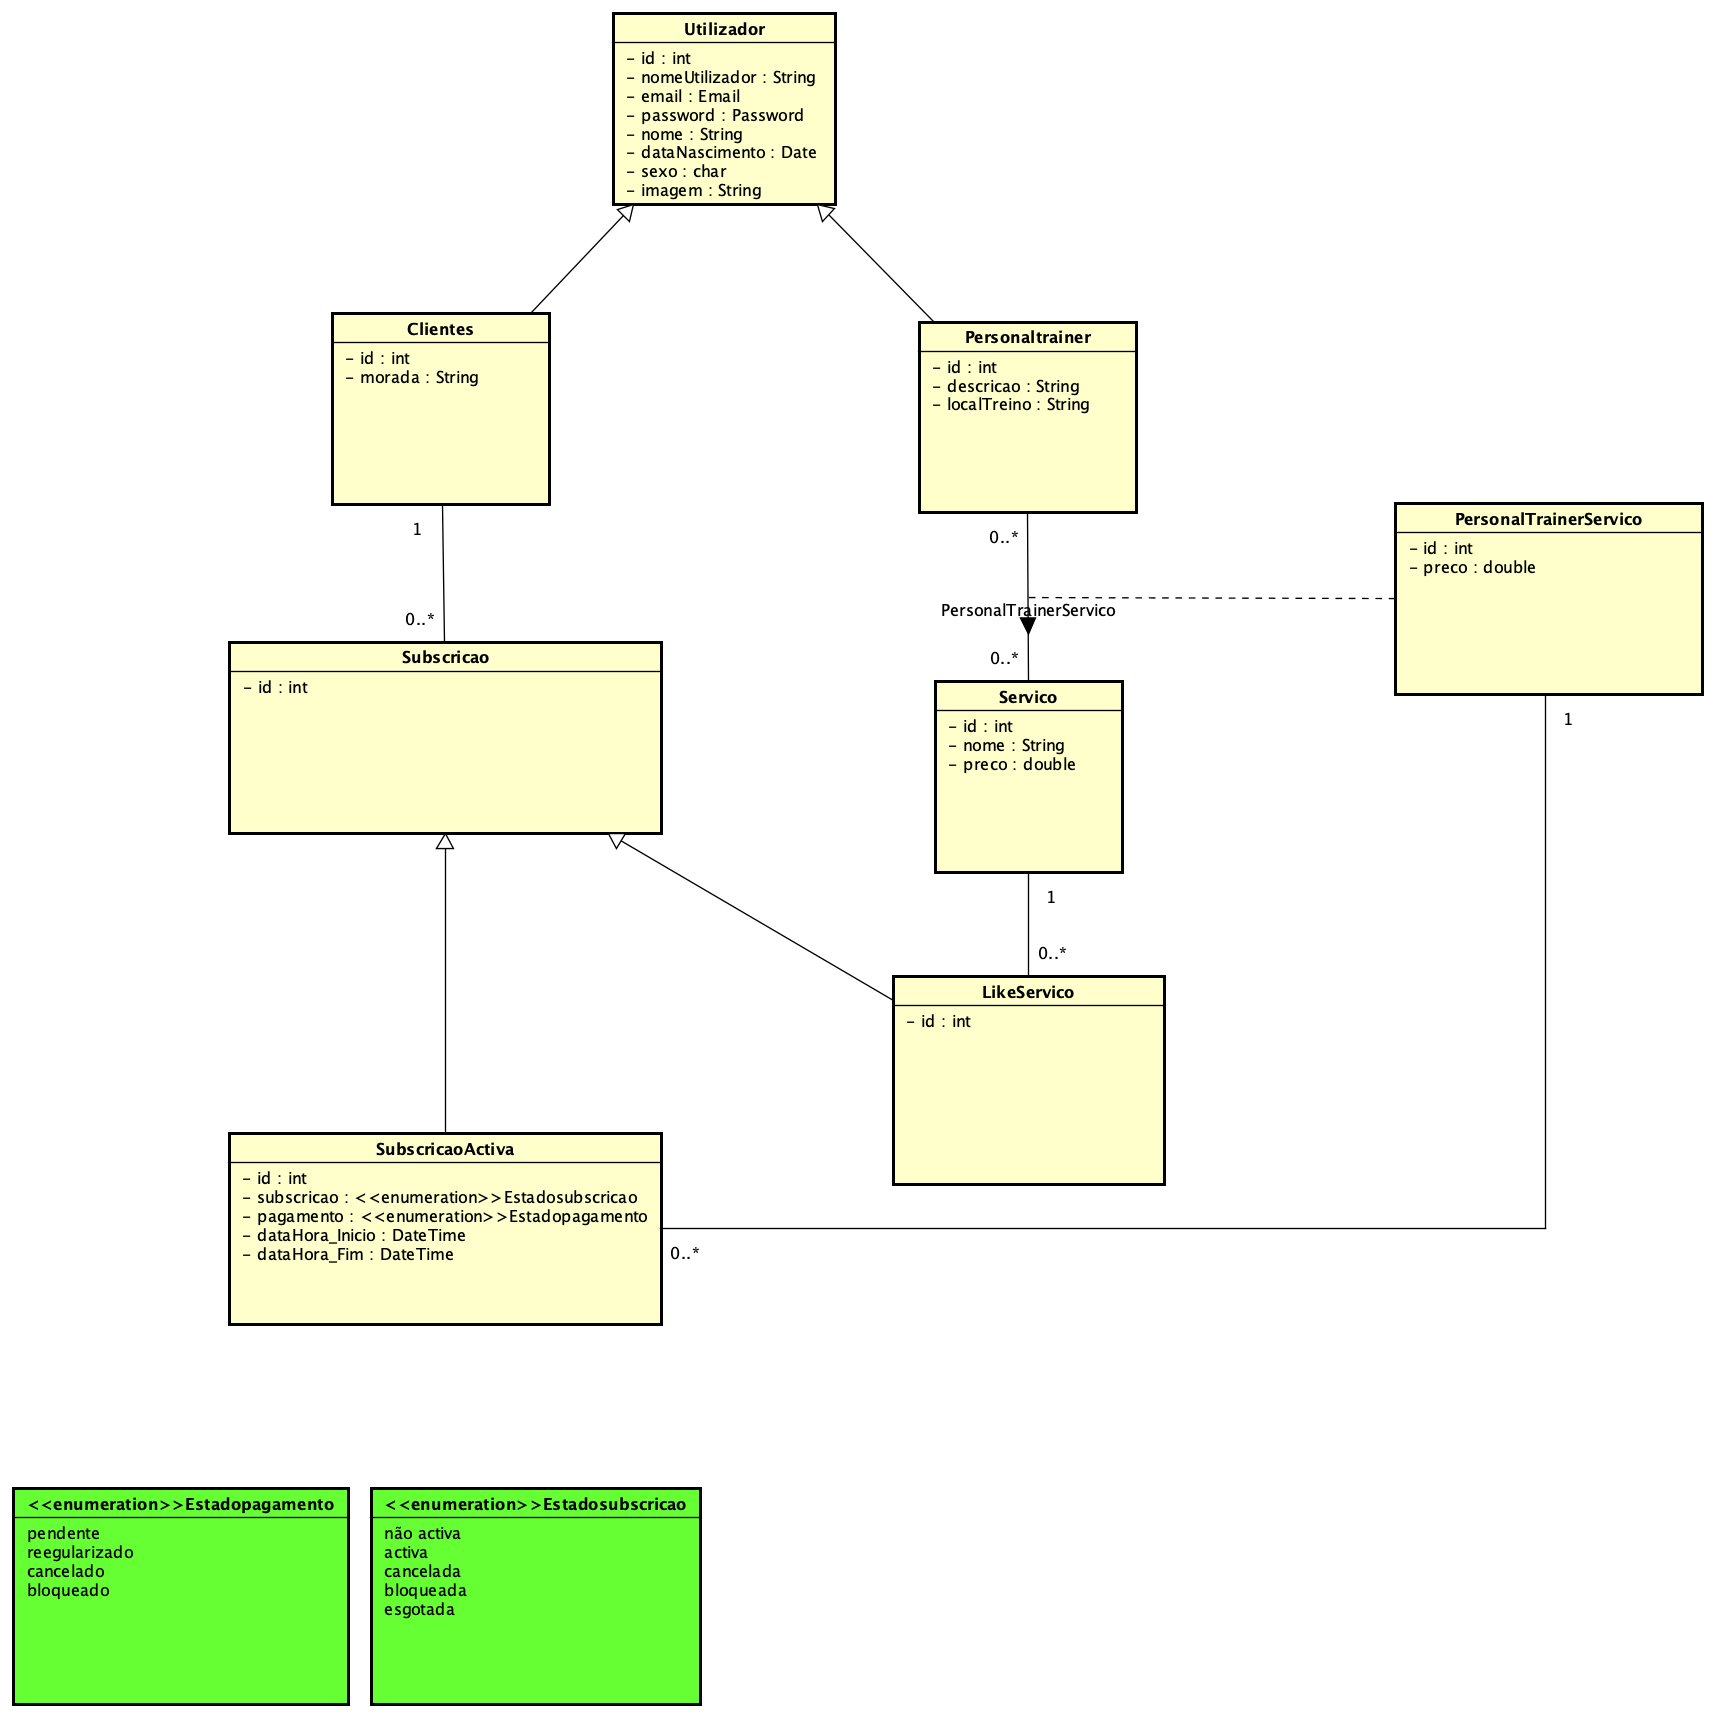 Utilizador
- id : int
- nomeUtilizador : String
- email : Email
- password : Password
- nome : String
- dataNascimento : Date
- sexo : char
- imagem : String
Clientes
- id : int
- morada : String
Personaltrainer
- id : int
- descricao : String
- localTreino : String
PersonalTrainerServico
- id : int
- preco : double
1
0..*
0..*
PersonalTrainerServico
0..*
Subscricao
- id : int
Servico
- id : int
- nome : String
- preco : double
1
1
0..*
LikeServico
- id : int
SubscricaoActiva
- id : int
- subscricao : <<enumeration>>Estadosubscricao
- pagamento : <<enumeration>>Estadopagamento
- dataHora_Inicio : DateTime
- dataHora_Fim : DateTime
0..*
<<enumeration>>Estadopagamento
pendente
reegularizado
cancelado
bloqueado
<<enumeration>>Estadosubscricao
não activa
activa
cancelada
bloqueada
esgotada